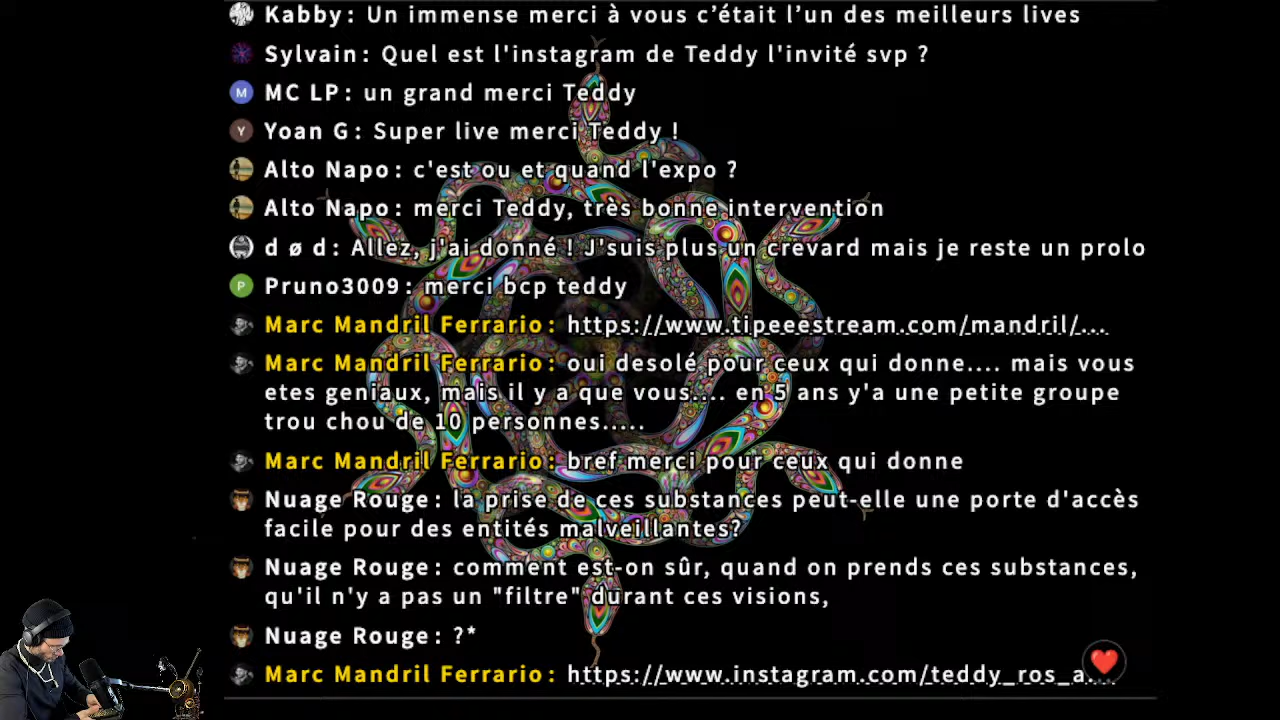 Kabby: Un immense merci à vous c’était l’un des meilleurs lives
Sylvain: Quel est l'instagram de Teddy l'invité svp ?
M MC LP: un grand merci Teddy
Y Yoan G: Super live merci Teddy !
Alto Napo: c'est ou et quand l'expo ?
Alto Napo: merci Teddy, très bonne intervention
d ø d: Allez, j'ai donné ! J'suis plus un crevard mais je reste un prolo
P Pruno3009: merci bcp teddy
Marc Mandril Ferrario: https://www.tipeeestream.com/mandril/...
Marc Mandril Ferrario: oui desolé pour ceux qui donne.... mais vous
etes geniaux, mais il y a que vous.... en 5 ans y'a une petite groupe
trou chou de 10 personnes.....
Marc Mandril Ferrario: bref merci pour ceux qui donne
Nuage Rouge: la prise de ces substances peut-elle une porte d'accès
facile pour des entités malveillantes?
Nuage Rouge: comment est-on sûr, quand on prends ces substances,
qu'il n'y a pas un "filtre" durant ces visions,
Nuage Rouge: ?*
Marc Mandril Ferrario: https://www.instagram.com/teddy_ros_a...